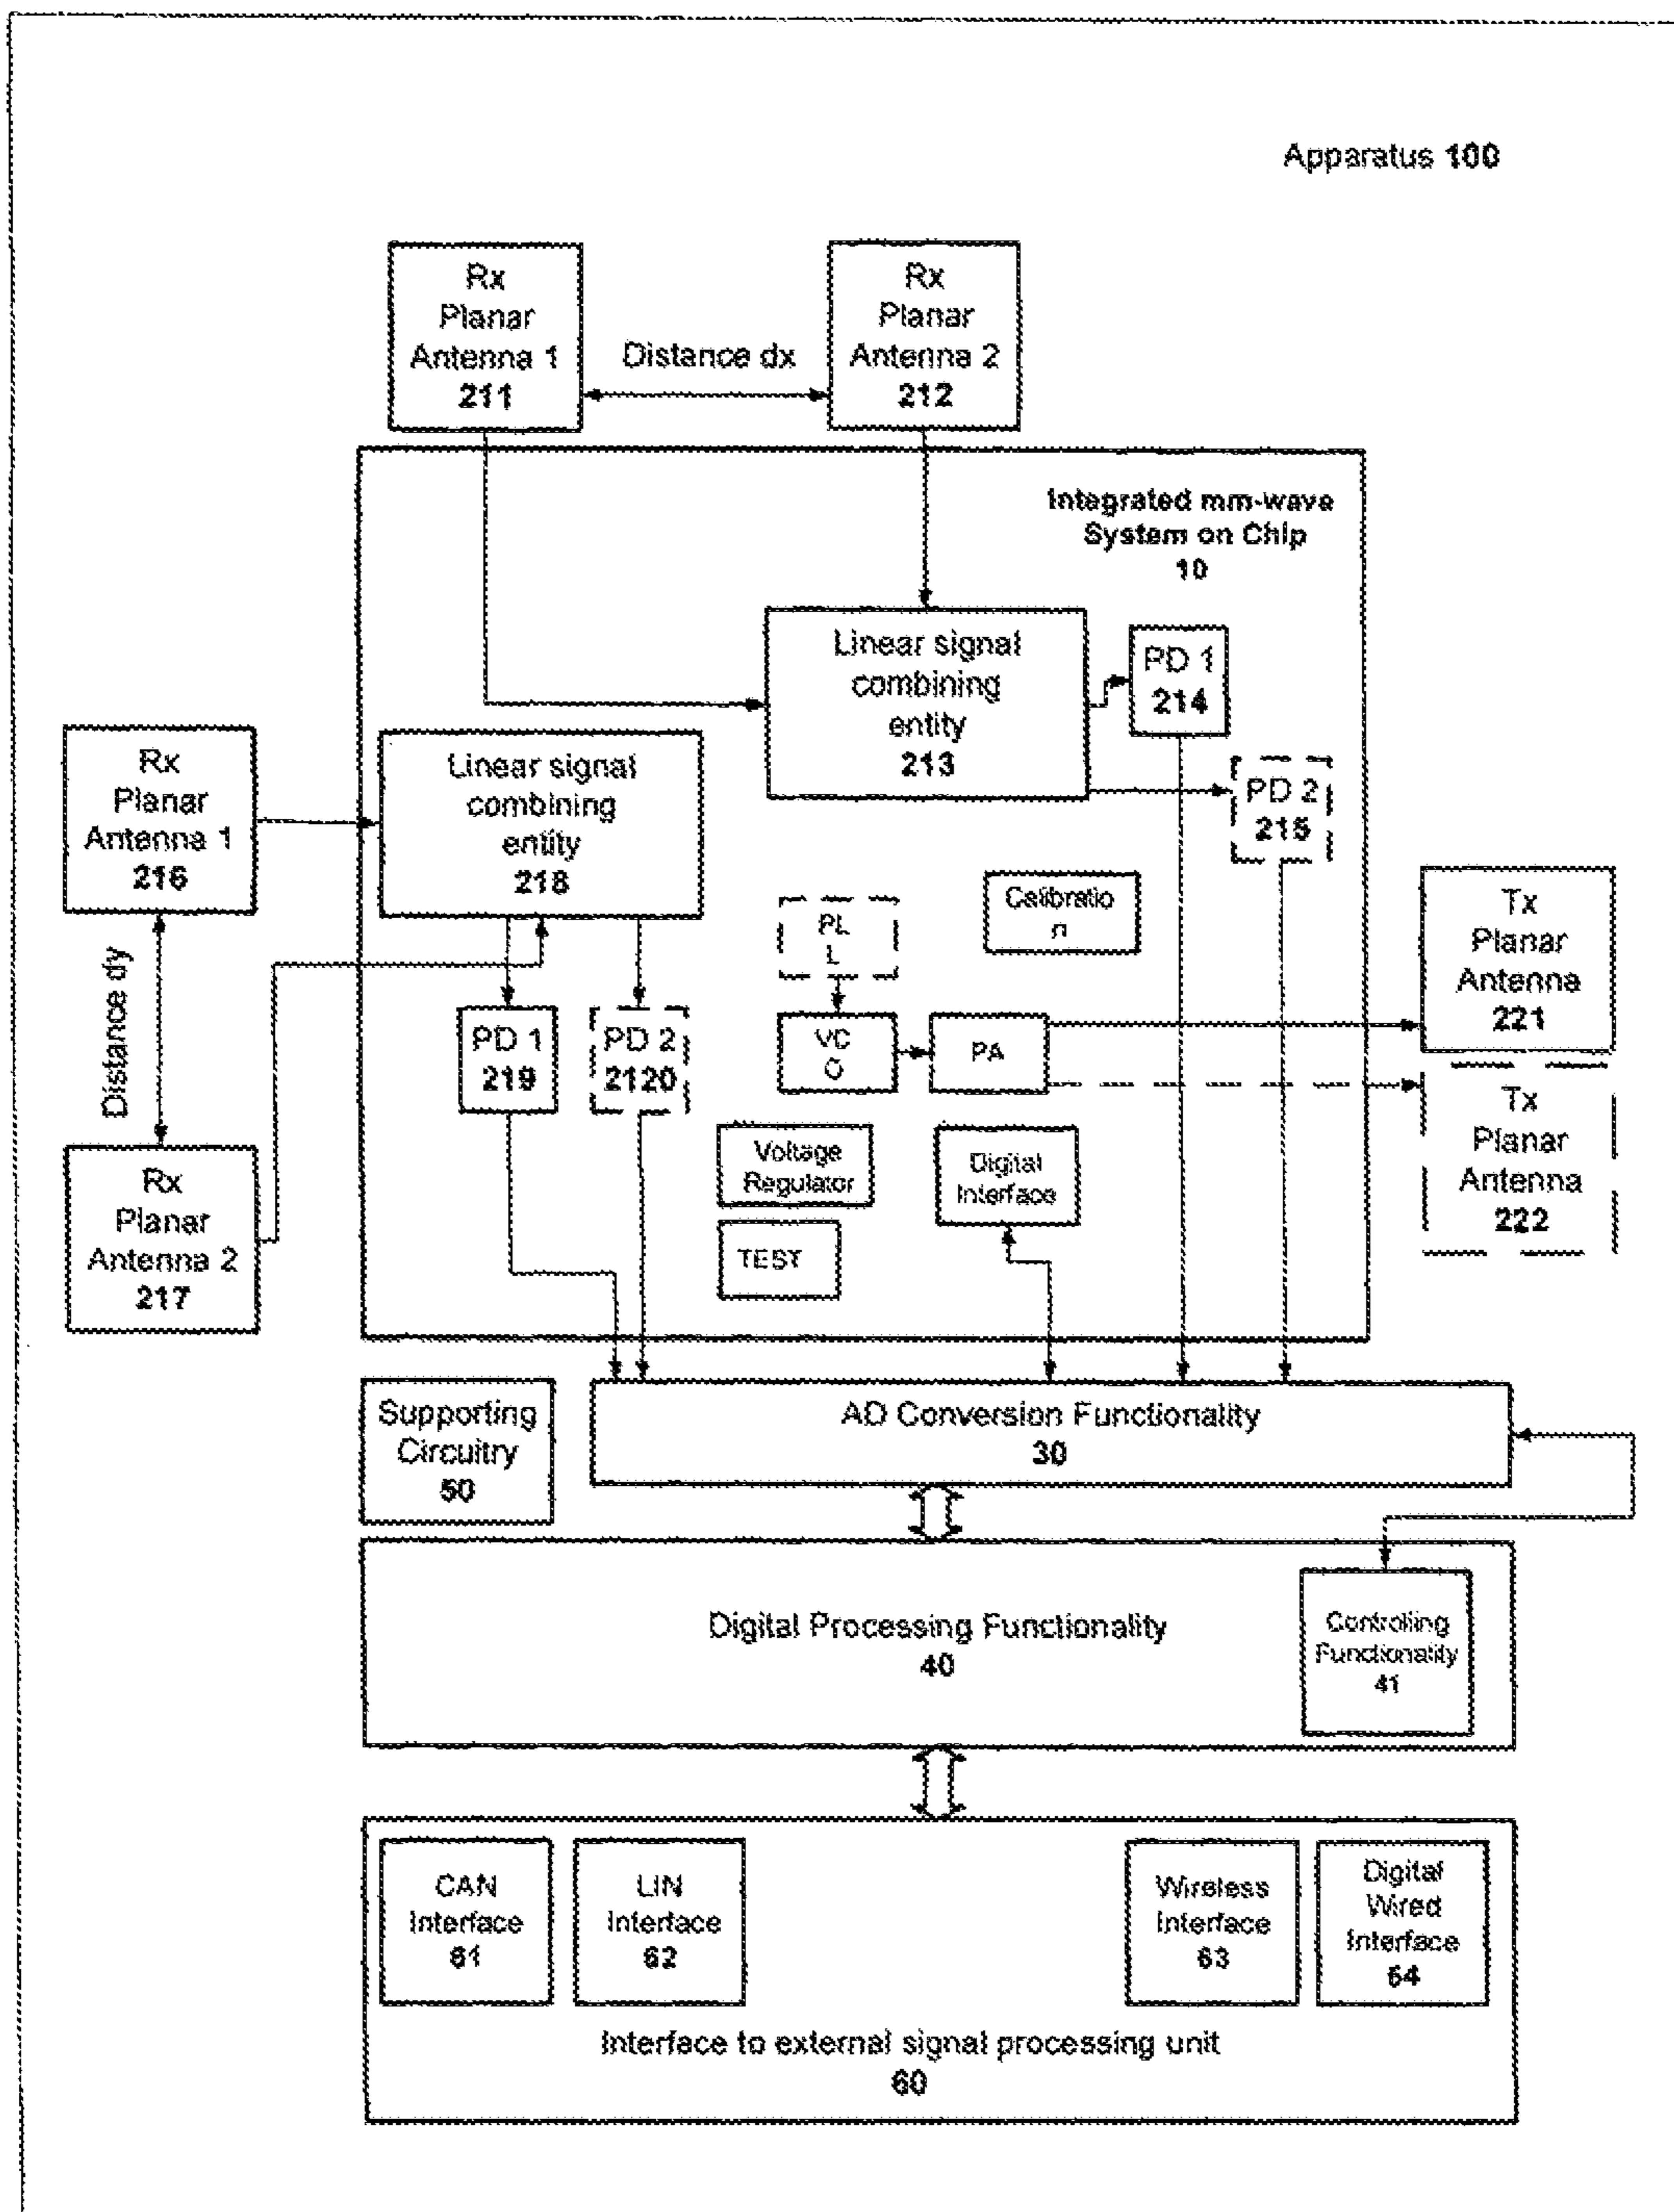 Apparatus 100
Rx
Planar
Antenna 1
211
Distance dx
Rx
Planar
Antenna 2
212
Integrated mm-wave
System on Chip
10
Linear signal
combining
entity
213
PD 1
214
PD 2
215
Rx
Planar
Antenna 1
216
Linear signal
combining
entity
218
Distance dy
PL
L
Calibratio
n
Tx
Planar
Antenna
221
PD 1
219
PD 2
2120
VC
O
PA
Tx
Planar
Antenna
222
Rx
Planar
Antenna 2
217
Voltage
Regulator
Digital
Interface
TEST
Supporting
Circuitry
50
AD Conversion Functionality
30
Digital Processing Functionality
40
Controlling
Functionality
41
CAN
Interface
61
LIN
Interface
62
Wireless
Interface
63
Digital
Wired
Interface
64
Interface to external signal processing unit
60